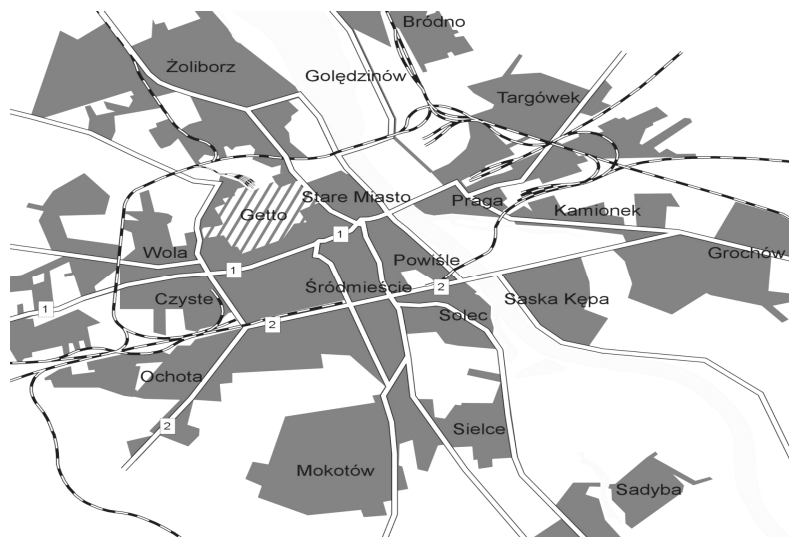 Bródno
Żoliborz
Golędzinów
Targówek
Stare Miasto
Praga
Getto
Kamionek
1
Wola
Powiśle
Grochów
1
Śródmieście
2
Czyste
Saska Kępa
1
Solec
2
Ochota
2
Sielce
Mokotów
Sadyba